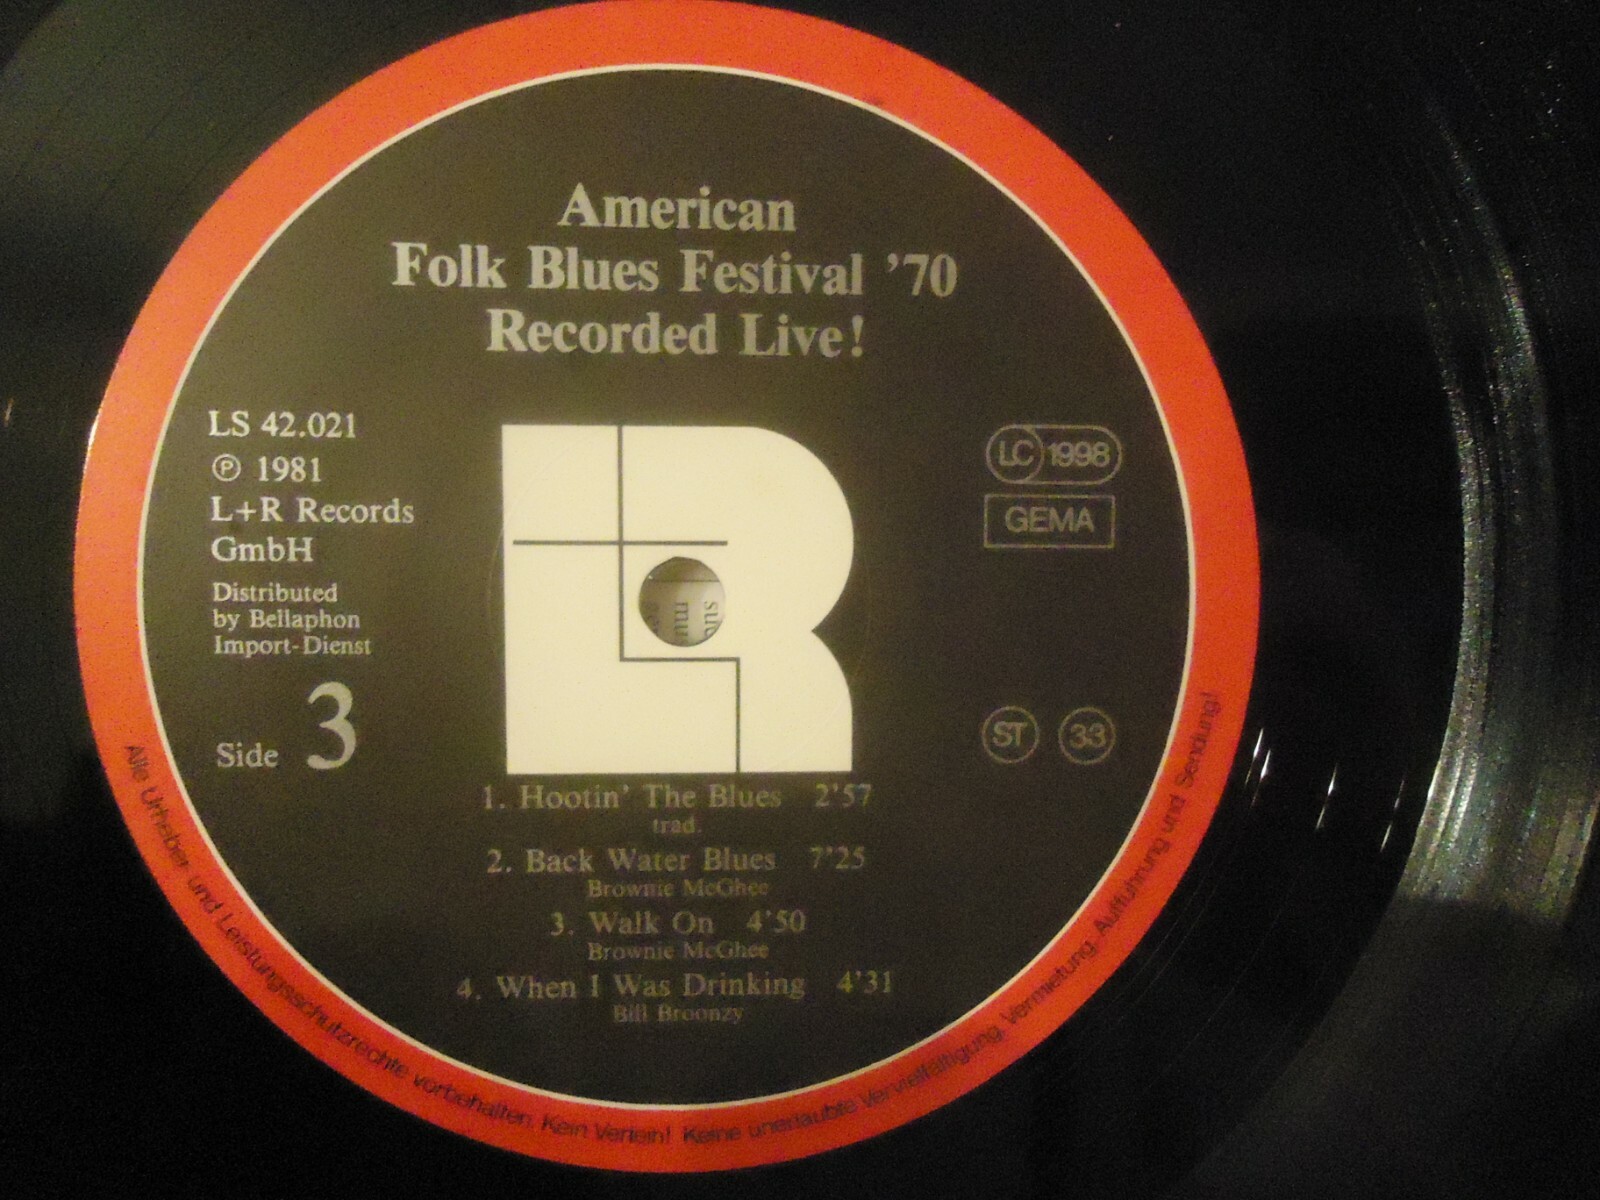 American
Folk Blues Festival ’70
Recorded Live!
LS 42.021
℗ 1981
L+R Records
GmbH
Distributed
by Bellaphon
Import-Dienst
Side 3
LC 1998
GEMA
ST 33
LR
1. Hootin’ The Blues 2’57
trad.
2. Back Water Blues 7’25
Brownie McGhee
3. Walk On 4’50
Brownie McGhee
4. When I Was Drinking 4’31
Bill Broonzy
Alle Urheber und Leistungsschutzrechte vorbehalten. Kein Verleih! Keine unerlaubte Vervielfältigung, Vermietung, Aufführung und Sendung!